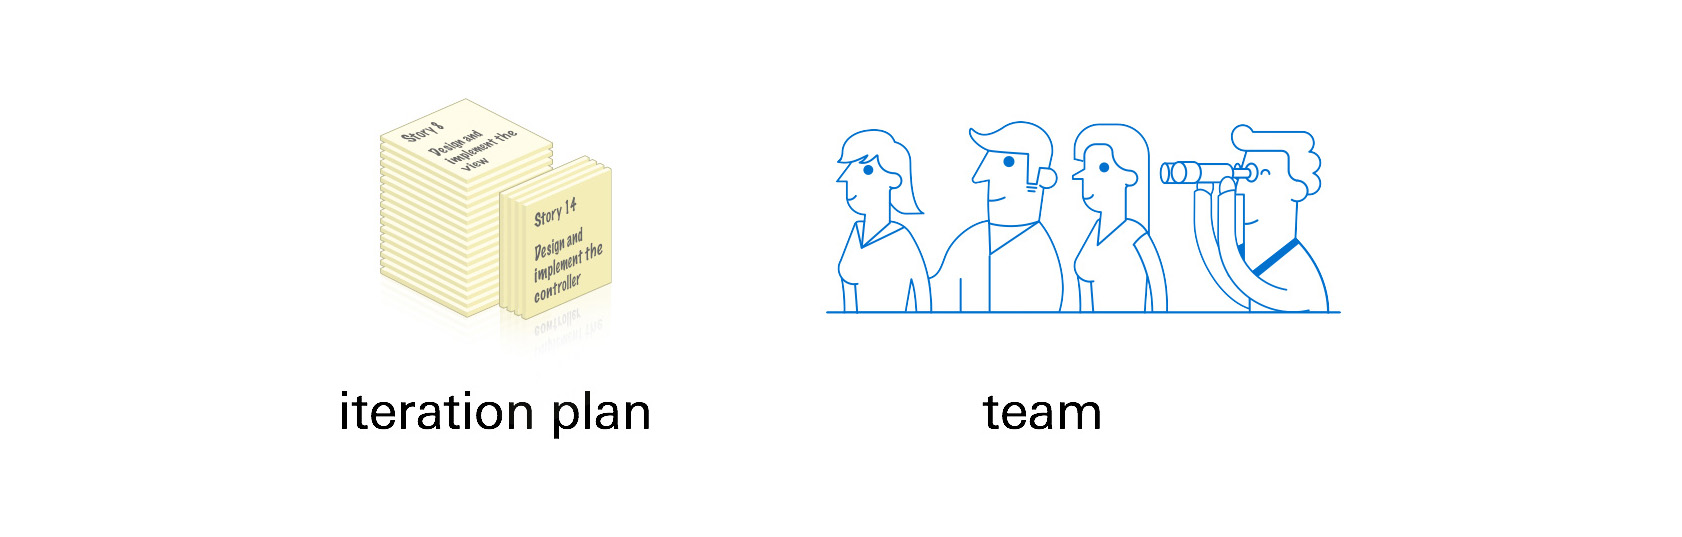 Story 8
Design and
implement the
view
Story 14
Design and
implement the
controller
iteration plan
team